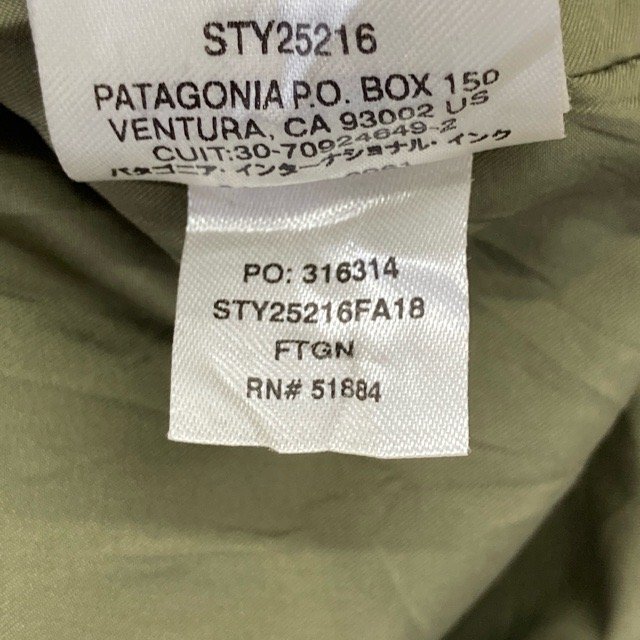 STY25216
PATAGONIA P.O. BOX 150
VENTURA, CA 93002 US
CUIT:30-70924649-2
パタゴニア・インターナショナル・インク
PO: 316314
STY25216FA18
FTGN
RN# 51884